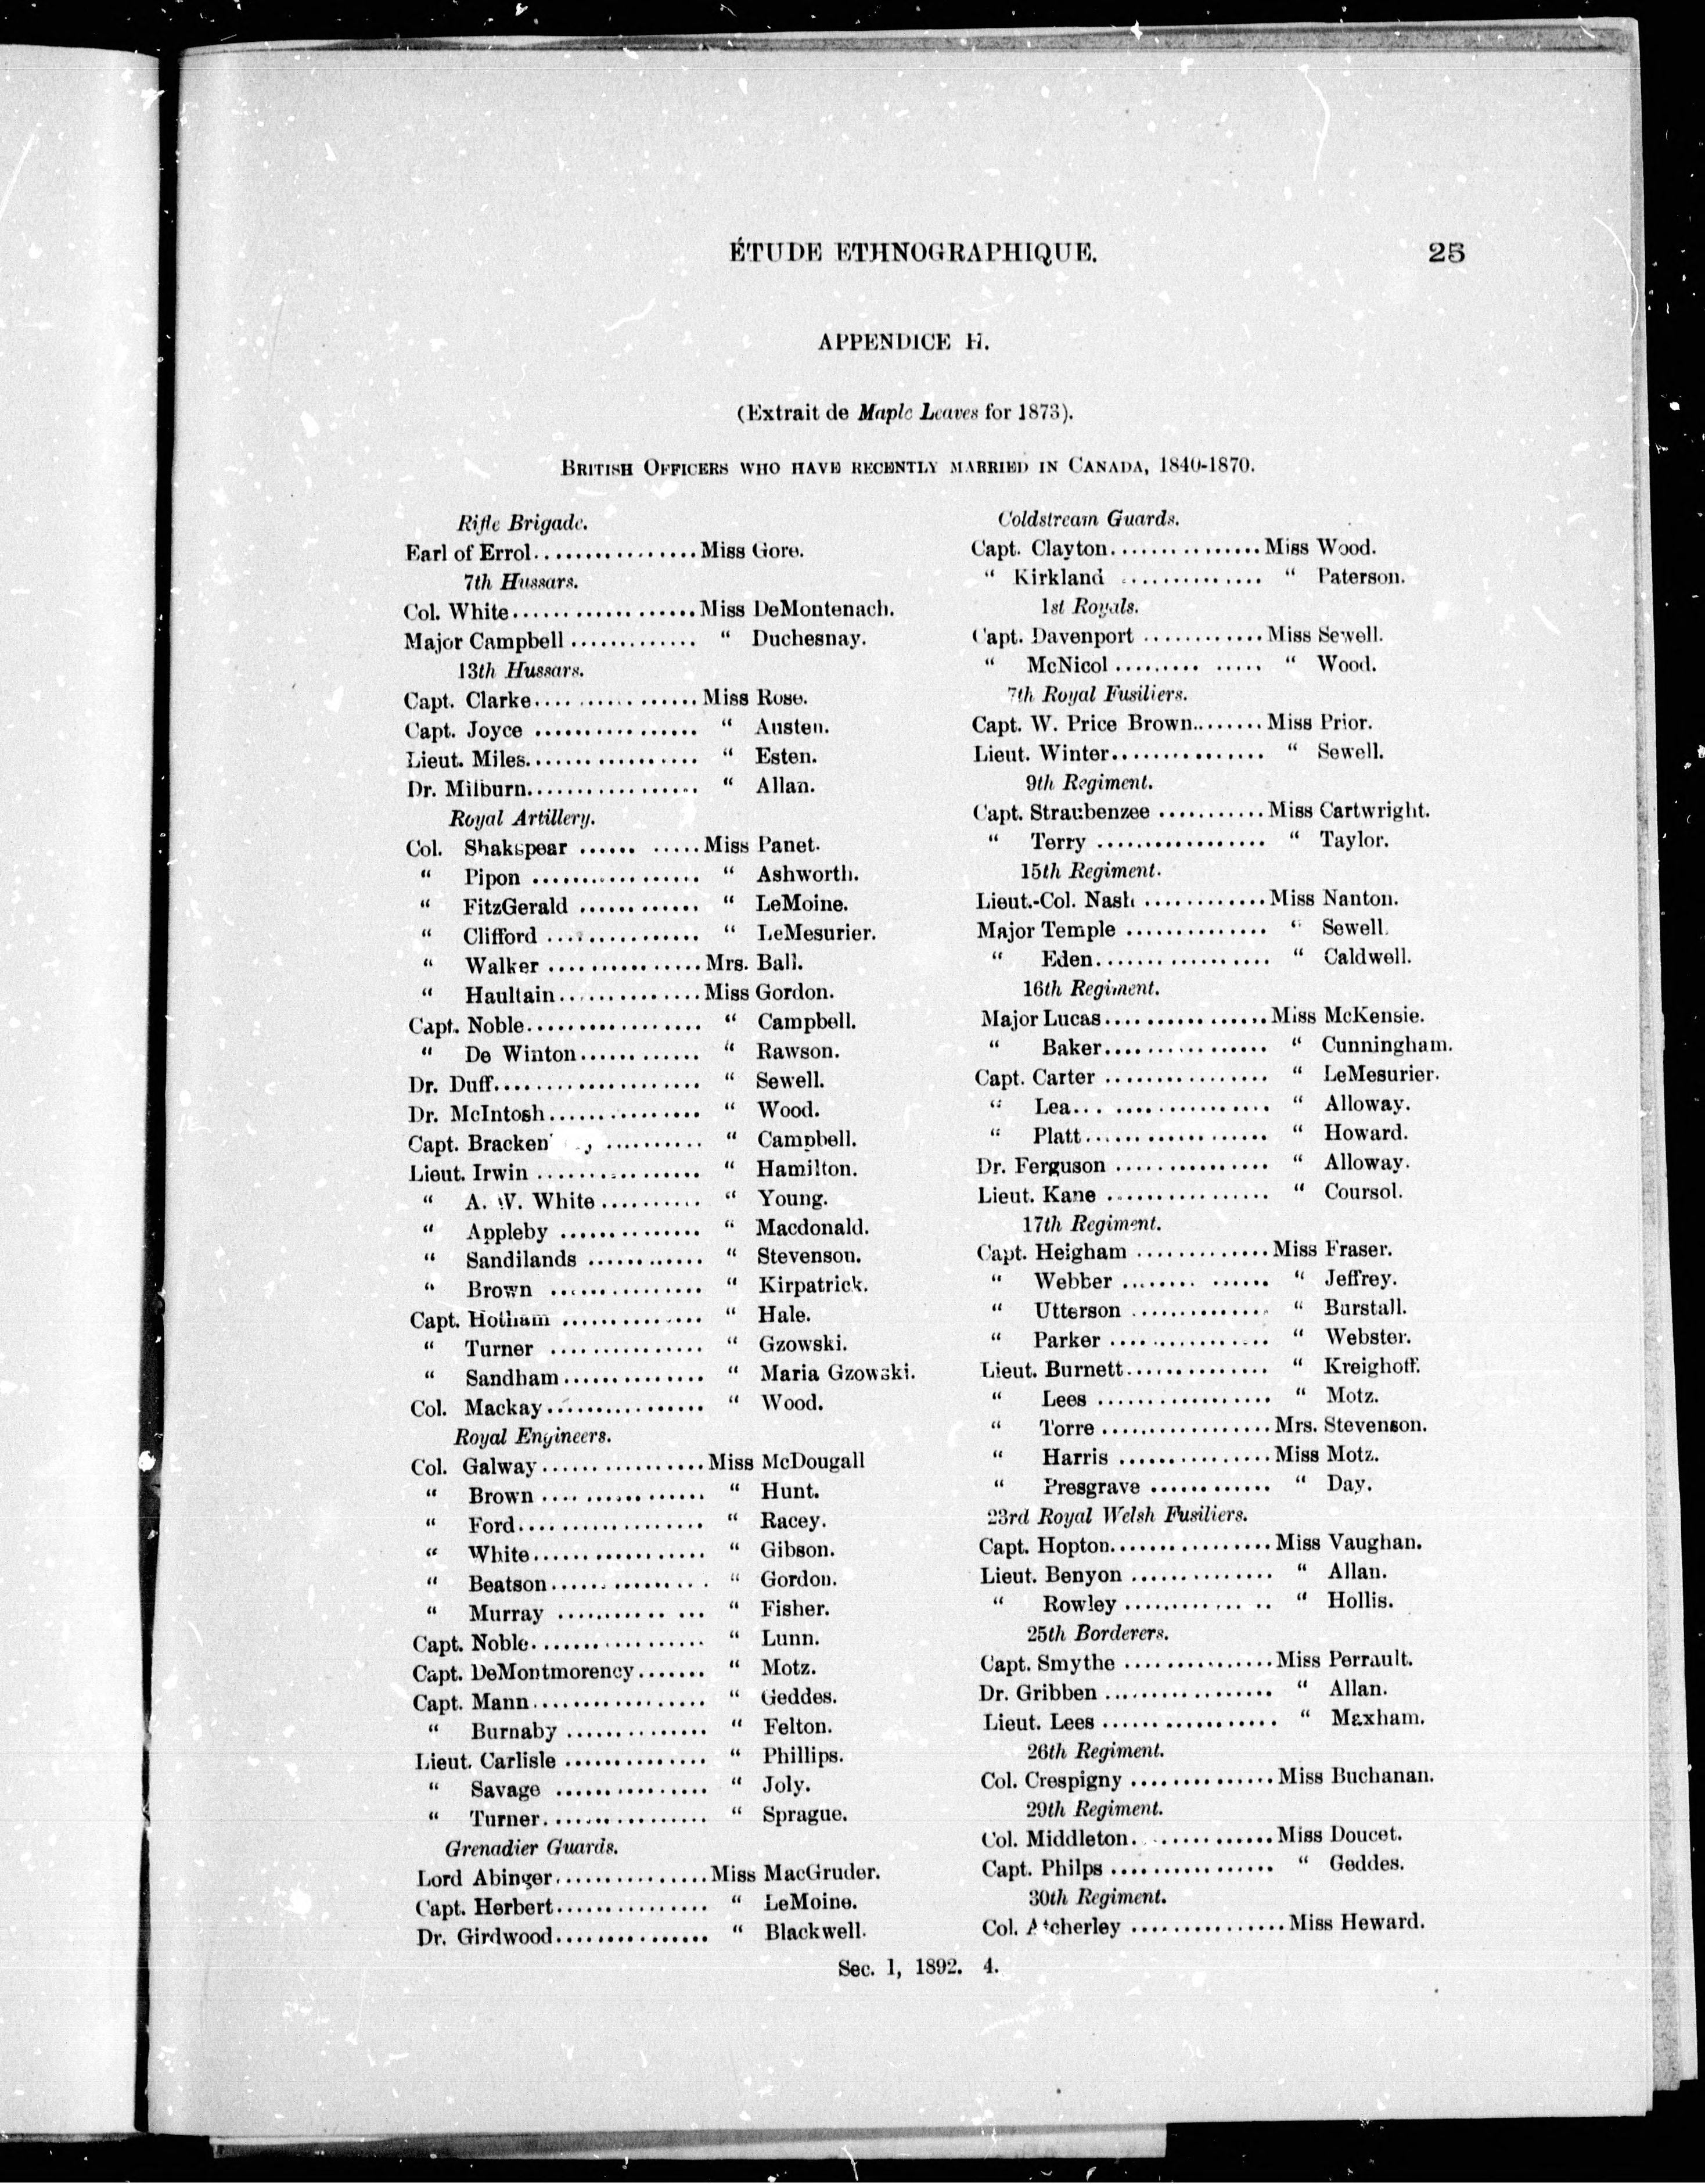 ÉTUDE ETHNOGRAPHIQUE. 25
APPENDICE H.
(Extrait de Maple Leaves for 1873).
BRITISH OFFICERS WHO HAVE RECENTLY MARRIED IN CANADA, 1840-1870.
Rifle Brigade.
Earl of Errol................Miss Gore.
7th Hussars.
Col. White..................Miss DeMontenach.
Major Campbell ............. “ Duchesnay.
13th Hussars.
Capt. Clarke................Miss Rose.
Capt. Joyce ................ “ Austen.
Lieut. Miles................. “ Esten.
Dr. Milburn................. “ Allan.
Royal Artillery.
Col. Shakspear ...... .....Miss Panet.
“ Pipon ................. “ Ashworth.
“ FitzGerald ............ “ LeMoine.
“ Clifford ............... “ LeMesurier.
“ Walker ...............Mrs. Ball.
“ Haultain..............Miss Gordon.
Capt. Noble................. “ Campbell.
“ De Winton............ “ Rawson.
Dr. Duff.................... “ Sewell.
Dr. McIntosh............... “ Wood.
Capt. Bracken .......... “ Campbell.
Lieut. Irwin ................ “ Hamilton.
“ A. W. White.......... “ Young.
“ Appleby .............. “ Macdonald.
“ Sandilands ........... “ Stevenson.
“ Brown ............... “ Kirpatrick.
Capt. Hotham .............. “ Hale.
“ Turner ............... “ Gzowski.
“ Sandham.............. “ Maria Gzowski.
Col. Mackay................ “ Wood.
Royal Engineers.
Col. Galway................Miss McDougall
“ Brown ................ “ Hunt.
“ Ford.................. “ Racey.
“ White................. “ Gibson.
“ Beatson............... “ Gordon.
“ Murray ........... ... “ Fisher.
Capt. Noble................. “ Lunn.
Capt. DeMontmorency....... “ Motz.
Capt. Mann................. “ Geddes.
“ Burnaby .............. “ Felton.
Lieut. Carlisle .............. “ Phillips.
“ Savage ............... “ Joly.
“ Turner................ “ Sprague.
Grenadier Guards.
Lord Abinger...............Miss MacGruder.
Capt. Herbert............... “ LeMoine.
Dr. Girdwood............... “ Blackwell.
Coldstream Guards.
Capt. Clayton...............Miss Wood.
“ Kirkland .............. “ Paterson.
1st Royals.
Capt. Davenport ............Miss Sewell.
“ McNicol ......... ..... “ Wood.
7th Royal Fusiliers.
Capt. W. Price Brown.......Miss Prior.
Lieut. Winter............... “ Sewell.
9th Regiment.
Capt. Straubenzee ...........Miss Cartwright.
“ Terry ................. “ Taylor.
15th Regiment.
Lieut.-Col. Nash ............Miss Nanton.
Major Temple .............. “ Sewell.
“ Eden................. “ Caldwell.
16th Regiment.
Major Lucas................Miss McKensie.
“ Baker................ “ Cunningham.
Capt. Carter ................ “ LeMesurier.
“ Lea... ................ “ Alloway.
“ Platt.................. “ Howard.
Dr. Ferguson ............... “ Alloway.
Lieut. Kane ................ “ Coursol.
17th Regiment.
Capt. Heigham .............Miss Fraser.
“ Webber ........ ...... “ Jeffrey.
“ Utterson .............. “ Burstall.
“ Parker ................ “ Webster.
Lieut. Burnett.............. “ Kreighoff.
“ Lees ................. “ Motz.
“ Torre .................Mrs. Stevenson.
“ Harris ...............Miss Motz.
“ Presgrave ............ “ Day.
23rd Royal Welsh Fusiliers.
Capt. Hopton................Miss Vaughan.
Lieut. Benyon .............. “ Allan.
“ Rowley ............ .. “ Hollis.
25th Borderers.
Capt. Smythe ...............Miss Perrault.
Dr. Gribben ................. “ Allan.
Lieut. Lees .................. “ Maxham.
26th Regiment.
Col. Crespigny ..............Miss Buchanan.
29th Regiment.
Col. Middleton..............Miss Doucet.
Capt. Philps ................ “ Geddes.
30th Regiment.
Col. Atcherley ...............Miss Heward.
Sec. 1, 1892. 4.